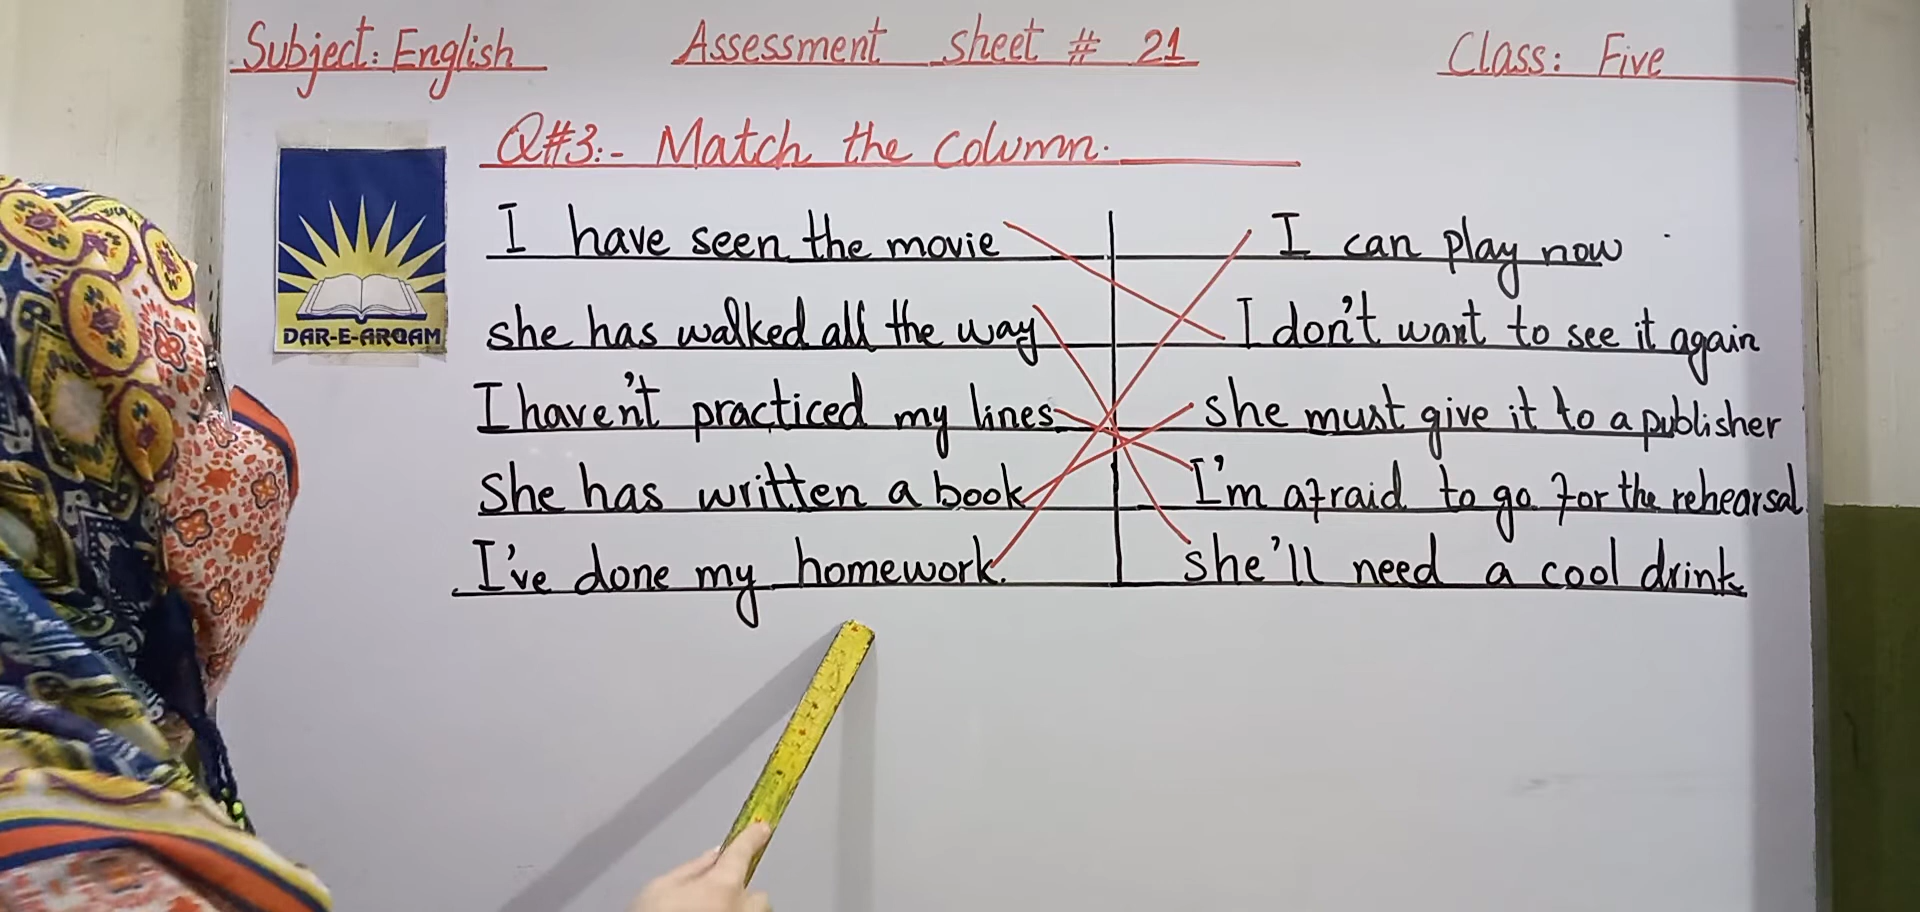 Subject: English Assessment sheet # 21 Class: Five
Q#3:- Match the column.
DAR-E-ARQAM
I have seen the movie I can play now
she has walked all the way I don't want to see it again
I haven't practiced my lines she must give it to a publisher
She has written a book I'm afraid to go for the rehearsal.
I've done my homework. she'll need a cool drink